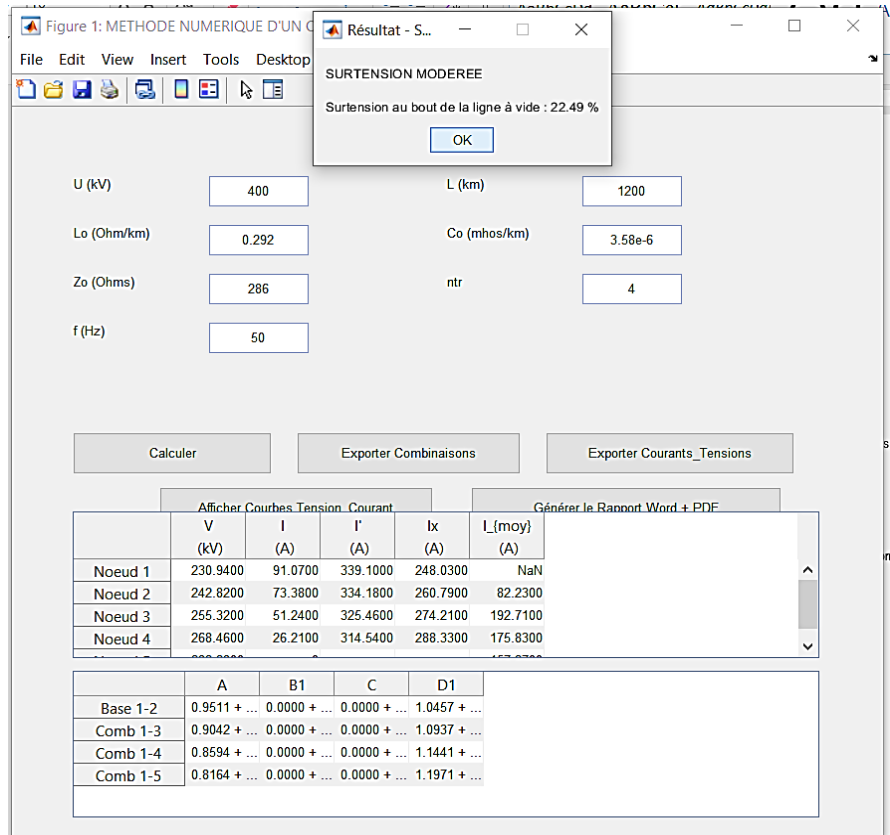 Figure 1: METHODE NUMERIQUE D'UN
Résultat - S...
File Edit View Insert Tools Desktop
SURTENSION MODEREE
Surtension au bout de la ligne à vide : 22.49 %
OK
U (kV) 400 L (km) 1200
Lo (Ohm/km) 0.292 Co (mhos/km) 3.58e-6
Zo (Ohms) 286 ntr 4
f (Hz) 50
Calculer Exporter Combinaisons Exporter Courants_Tensions
Afficher Courbes Tension_Courant Générer le Rapport Word + PDF
V I I' Ix I_{moy}
(kV) (A) (A) (A) (A)
Noeud 1 230.9400 91.0700 339.1000 248.0300 NaN
Noeud 2 242.8200 73.3800 334.1800 260.7900 82.2300
Noeud 3 255.3200 51.2400 325.4600 274.2100 192.7100
Noeud 4 268.4600 26.2100 314.5400 288.3300 175.8300
A B1 C D1
Base 1-2 0.9511 + ... 0.0000 + ... 0.0000 + ... 1.0457 + ...
Comb 1-3 0.9042 + ... 0.0000 + ... 0.0000 + ... 1.0937 + ...
Comb 1-4 0.8594 + ... 0.0000 + ... 0.0000 + ... 1.1441 + ...
Comb 1-5 0.8164 + ... 0.0000 + ... 0.0000 + ... 1.1971 + ...